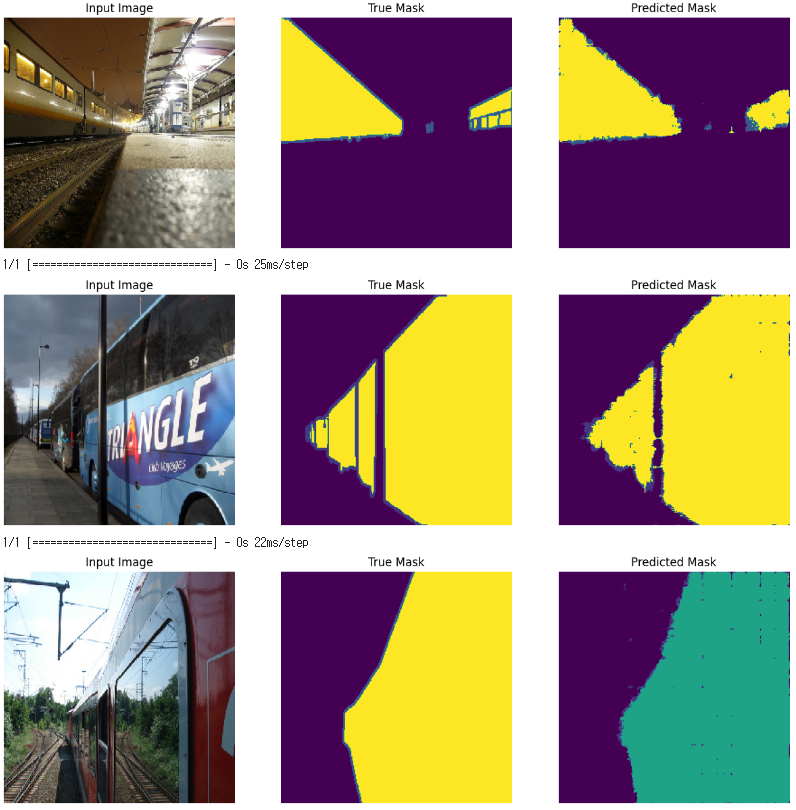 Input Image True Mask Predicted Mask
1/1 [==============================] - 0s 25ms/step
Input Image True Mask Predicted Mask
TRIANGLE
club Voyages
1/1 [==============================] - 0s 22ms/step
Input Image True Mask Predicted Mask